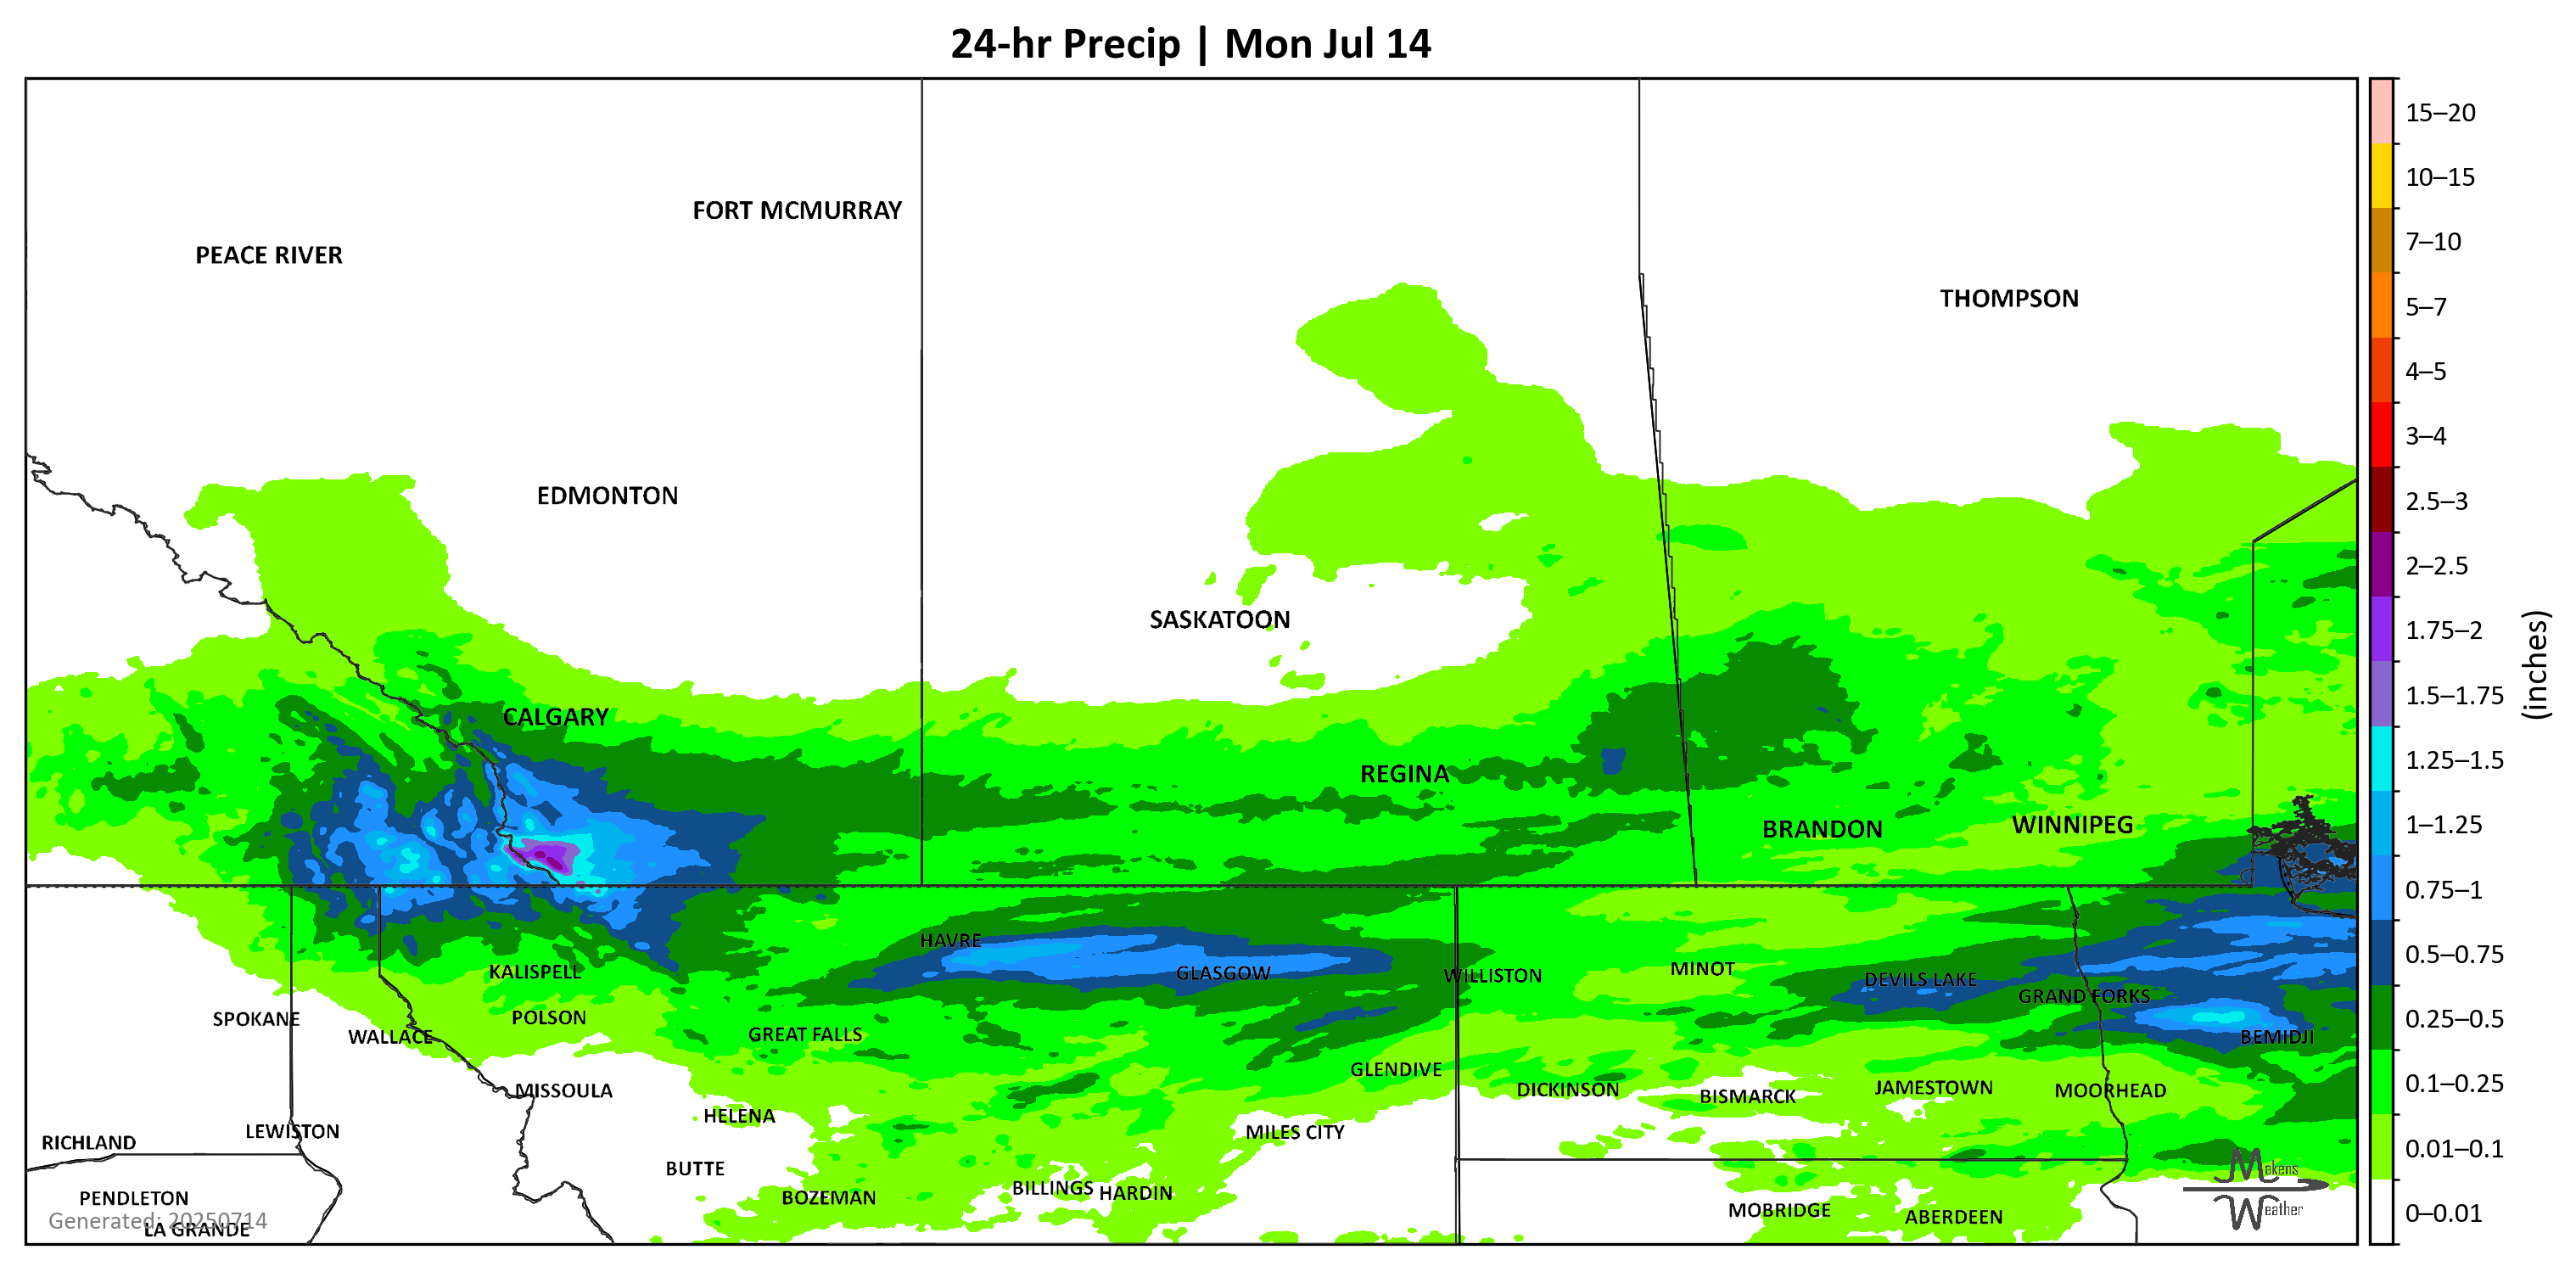 24-hr Precip | Mon Jul 14
FORT MCMURRAY
PEACE RIVER
THOMPSON
EDMONTON
SASKATOON
CALGARY
REGINA
BRANDON
WINNIPEG
HAVRE
KALISPELL
GLASGOW
WILLISTON
MINOT
DEVILS LAKE
GRAND FORKS
SPOKANE
POLSON
WALLACE
GREAT FALLS
BEMIDJI
GLENDIVE
MISSOULA
DICKINSON
BISMARCK
JAMESTOWN
MOORHEAD
HELENA
RICHLAND
LEWISTON
MILES CITY
BUTTE
PENDLETON
BOZEMAN
BILLINGS
HARDIN
MOBRIDGE
ABERDEEN
Generated: 20250714
LA GRANDE
Makens
Weather
15–20
10–15
7–10
5–7
4–5
3–4
2.5–3
2–2.5
1.75–2
1.5–1.75
1.25–1.5
1–1.25
0.75–1
0.5–0.75
0.25–0.5
0.1–0.25
0.01–0.1
0–0.01
(inches)